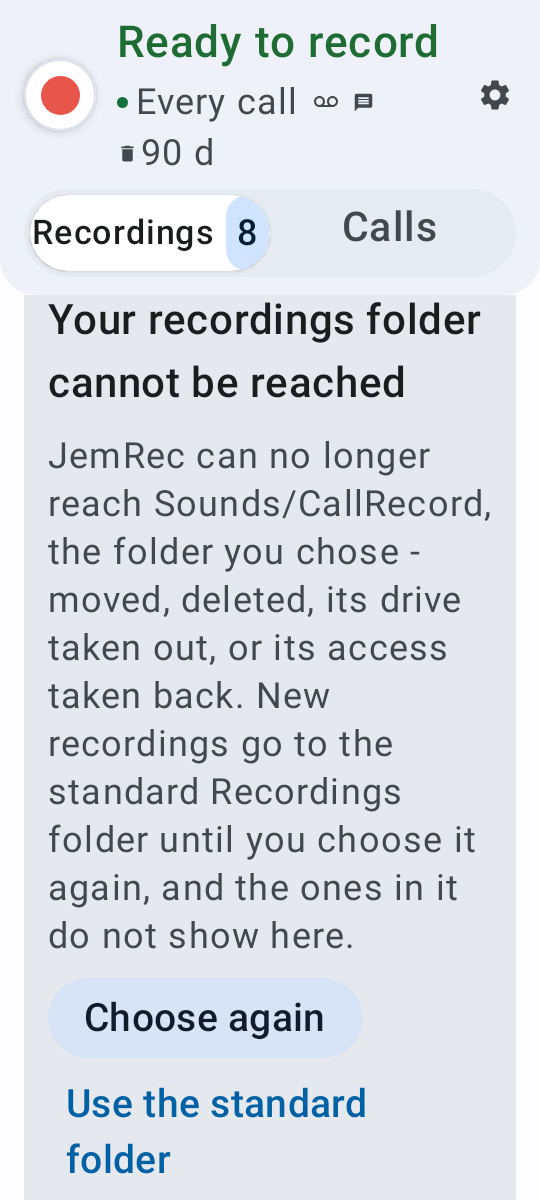 Ready to record
Every call
90 d
Recordings 8
Calls
Your recordings folder
cannot be reached
JemRec can no longer
reach Sounds/CallRecord,
the folder you chose -
moved, deleted, its drive
taken out, or its access
taken back. New
recordings go to the
standard Recordings
folder until you choose it
again, and the ones in it
do not show here.
Choose again
Use the standard
folder